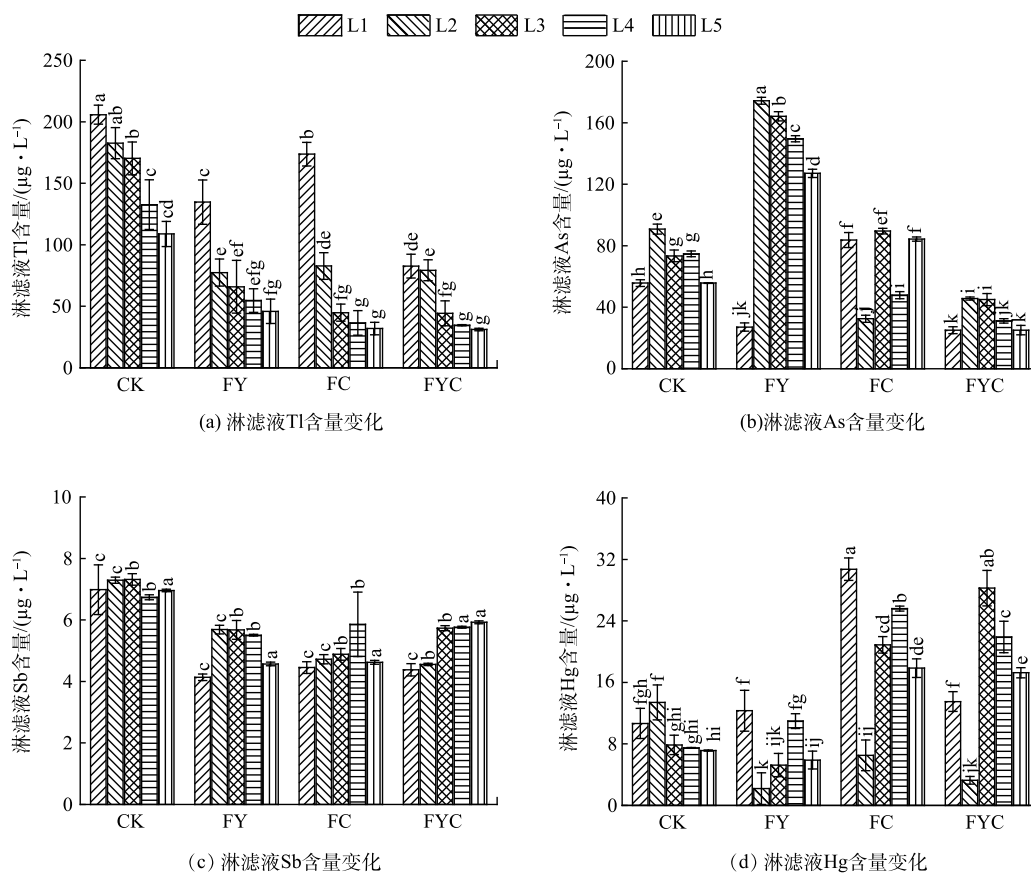 L1 L2 L3 L4 L5
250
200
150
100
50
0
淋滤液Tl含量/(μg·L⁻¹)
a ab b c cd
c e ef efg fg
b de fg g g
de e fg g g
CK FY FC FYC
(a) 淋滤液Tl含量变化
200
160
120
80
40
0
淋滤液As含量/(μg·L⁻¹)
h e g g h
jk a b c d
f ij ef i f
k ij ij jk k
CK FY FC FYC
(b)淋滤液As含量变化
10
8
6
4
2
0
淋滤液Sb含量/(μg·L⁻¹)
c c b b a
c c b b a
c c b b a
c b b a a
CK FY FC FYC
(c) 淋滤液Sb含量变化
40
32
24
16
8
0
淋滤液Hg含量/(μg·L⁻¹)
fgh f ghi ghi hi
f k ijk fg ij
a ij cd b de
f jk ab c e
CK FY FC FYC
(d) 淋滤液Hg含量变化